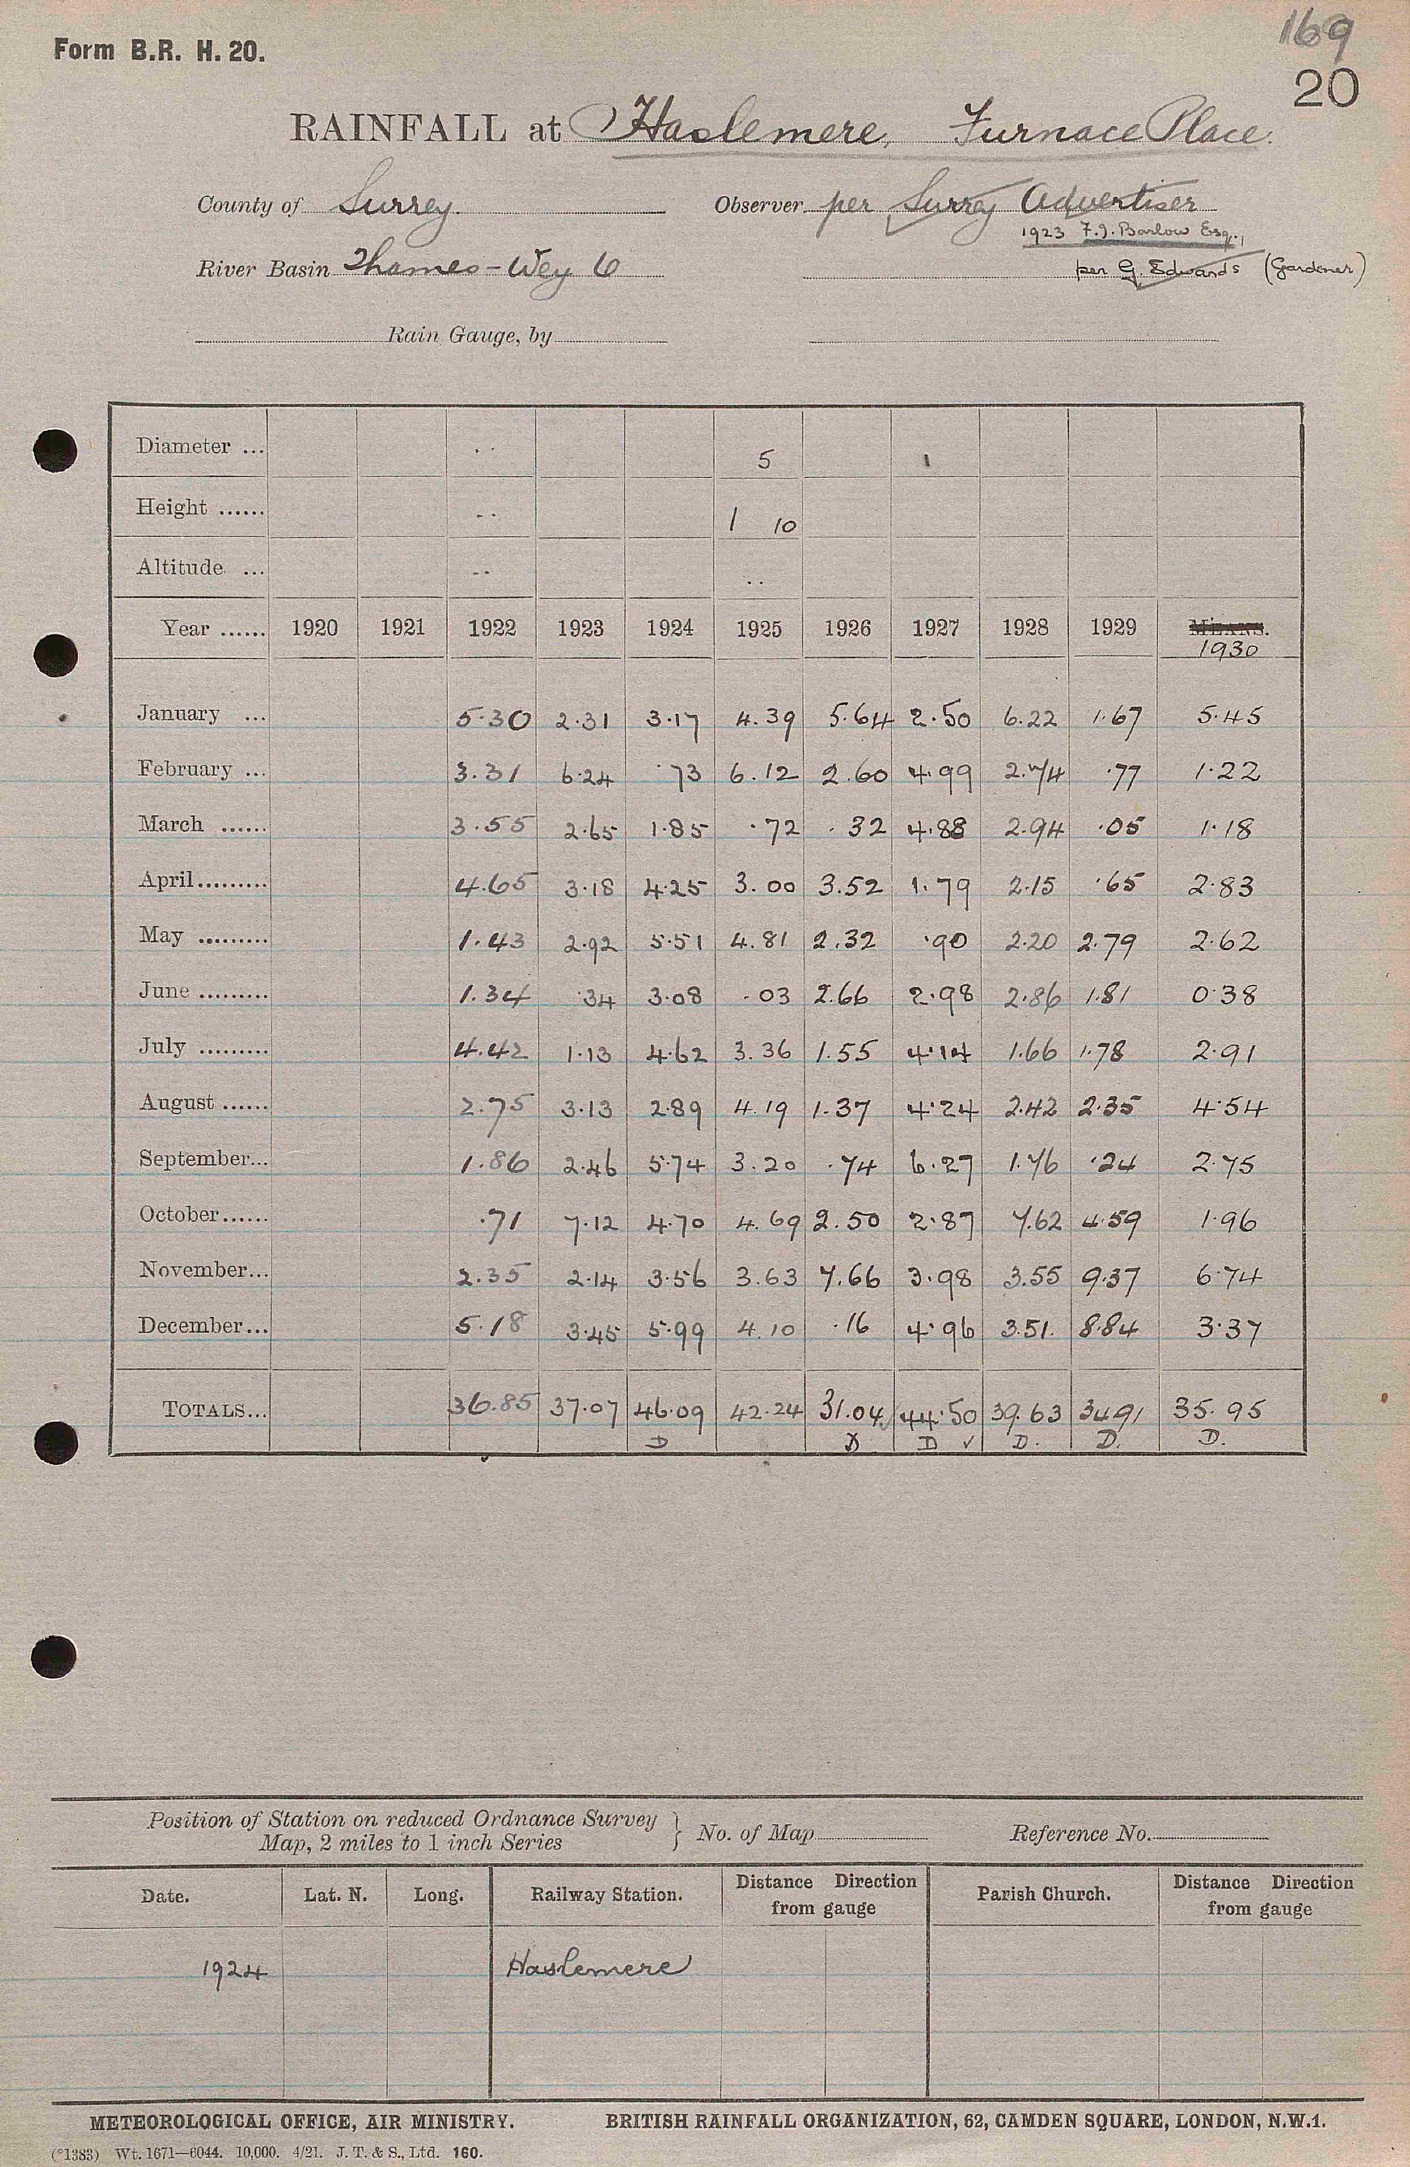 169
Form B.R. H. 20.
20
RAINFALL at Haslemere, Furnace Place.
County of Surrey. Observer per Surrey Advertiser
1923 F.J. Barlow Esq.,
River Basin Thames - Wey 6 per G. Edwards (Gardener)
Rain Gauge, by
Diameter ... 5
Height ...... 1 10
Altitude ...
Year ...... 1920 1921 1922 1923 1924 1925 1926 1927 1928 1929 MEANS.
1930
January ... 5.30 2.31 3.17 4.39 5.64 2.50 6.22 1.67 5.45
February ... 3.31 6.24 .73 6.12 2.60 4.99 2.74 .77 1.22
March ...... 3.55 2.65 1.85 .72 .32 4.88 2.94 .05 1.18
April......... 4.65 3.18 4.25 3.00 3.52 1.79 2.15 .65 2.83
May ......... 1.43 2.92 5.51 4.81 2.32 .90 2.20 2.79 2.62
June ......... 1.34 .34 3.08 .03 2.66 2.98 2.86 1.81 0.38
July ......... 4.42 1.13 4.62 3.36 1.55 4.14 1.66 1.78 2.91
August ...... 2.75 3.13 2.89 4.19 1.37 4.24 2.42 2.35 4.54
September... 1.86 2.46 5.74 3.20 .74 6.27 1.76 .24 2.75
October...... .71 7.12 4.70 4.69 2.50 2.87 7.62 4.59 1.96
November... 2.35 2.14 3.56 3.63 7.66 3.98 3.55 9.37 6.74
December... 5.18 3.45 5.99 4.10 .16 4.96 3.51. 8.84 3.37
TOTALS... 36.85 37.07 46.09 42.24 31.04 44.50 39.63 34.91 35.95
D D D ✓ D. D. D.
Position of Station on reduced Ordnance Survey
Map, 2 miles to 1 inch Series } No. of Map Reference No.
Date. Lat. N. Long. Railway Station. Distance Direction from gauge Parish Church. Distance Direction from gauge
1924 Haslemere
METEOROLOGICAL OFFICE, AIR MINISTRY. BRITISH RAINFALL ORGANIZATION, 62, CAMDEN SQUARE, LONDON, N.W.1.
(*1383) Wt. 1671—6044. 10,000. 4/21. J. T. & S., Ltd. 160.